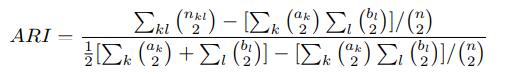 ARI = \frac{\sum_{kl} \binom{n_{kl}}{2} - [\sum_k \binom{a_k}{2} \sum_l \binom{b_l}{2}] / \binom{n}{2}}{\frac{1}{2} [\sum_k \binom{a_k}{2} + \sum_l \binom{b_l}{2}] - [\sum_k \binom{a_k}{2} \sum_l \binom{b_l}{2}] / \binom{n}{2}}